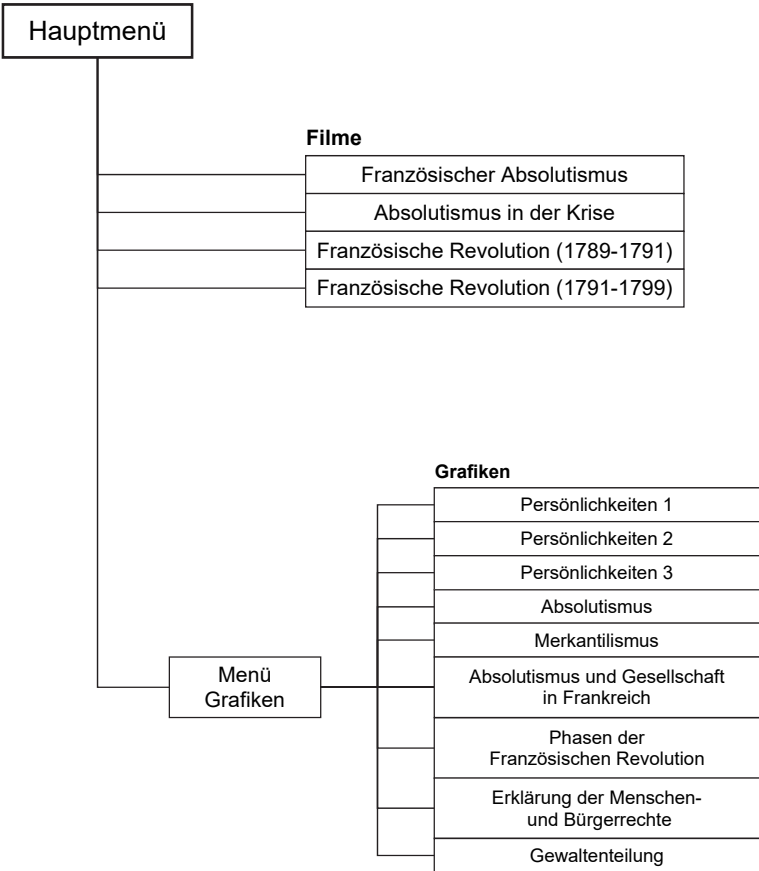 Hauptmenü
Filme
Französischer Absolutismus
Absolutismus in der Krise
Französische Revolution (1789-1791)
Französische Revolution (1791-1799)
Grafiken
Persönlichkeiten 1
Persönlichkeiten 2
Persönlichkeiten 3
Absolutismus
Merkantilismus
Menü
Grafiken
Absolutismus und Gesellschaft
in Frankreich
Phasen der
Französischen Revolution
Erklärung der Menschen-
und Bürgerrechte
Gewaltenteilung